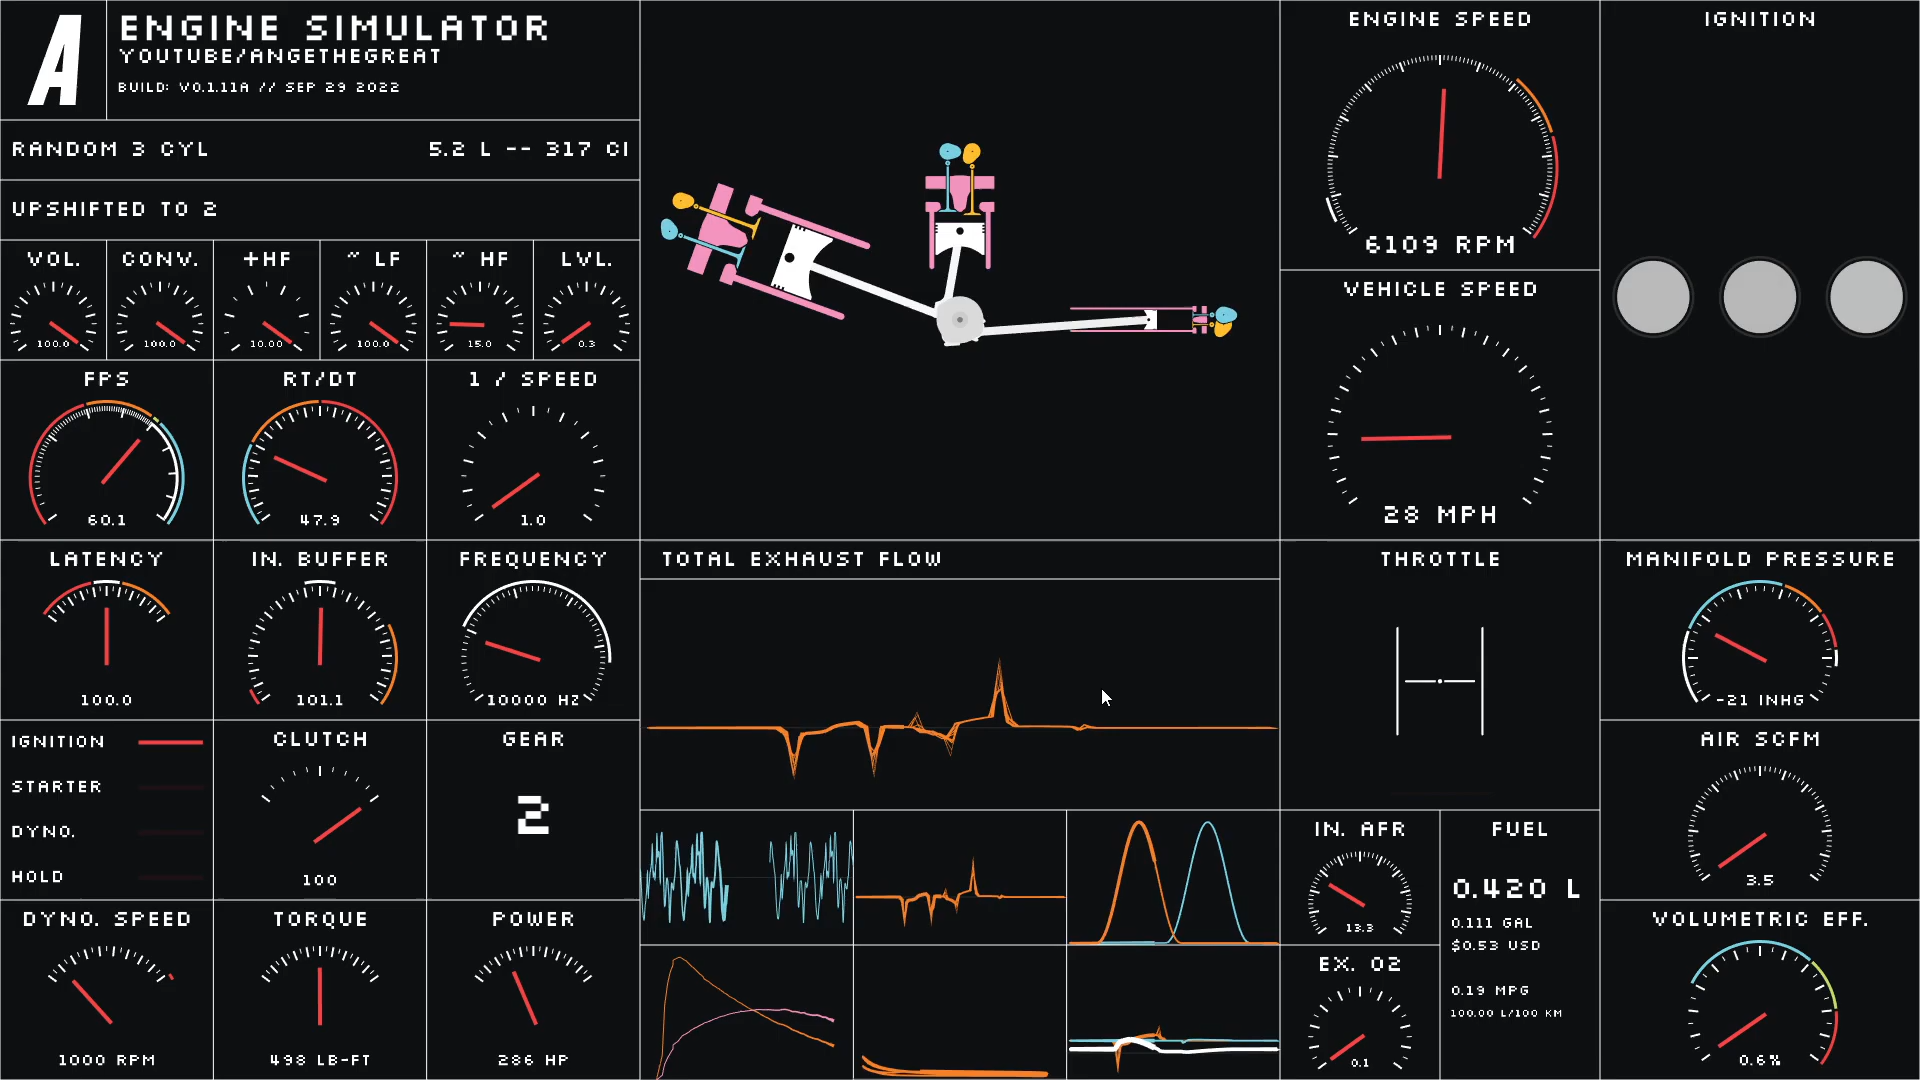 A
ENGINE SIMULATOR
YOUTUBE/ANGETHEGREAT
BUILD: V0.1.11A // SEP 29 2022
RANDOM 3 CYL
5.2 L -- 317 CI
UPSHIFTED TO 2
VOL.
CONV.
+HF
~ LF
~ HF
LVL.
100.0
100.0
10.00
100.0
15.0
0.3
FPS
RT/DT
1 / SPEED
60.1
47.9
1.0
LATENCY
IN. BUFFER
FREQUENCY
100.0
101.1
10000 HZ
IGNITION
STARTER
DYNO.
HOLD
CLUTCH
100
GEAR
2
DYNO. SPEED
TORQUE
POWER
1000 RPM
498 LB-FT
286 HP
TOTAL EXHAUST FLOW
ENGINE SPEED
6109 RPM
VEHICLE SPEED
28 MPH
IGNITION
THROTTLE
MANIFOLD PRESSURE
-21 INHG
AIR SCFM
3.5
VOLUMETRIC EFF.
0.6%
IN. AFR
13.3
EX. O2
0.1
FUEL
0.420 L
0.111 GAL
$0.53 USD
0.19 MPG
100.00 L/100 KM